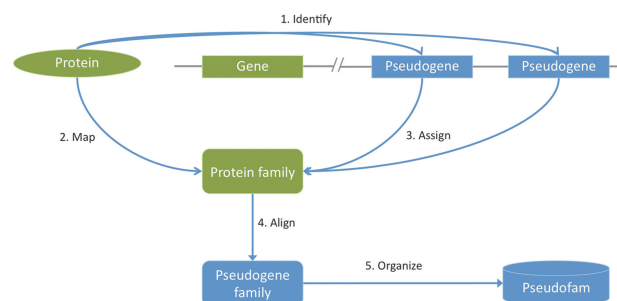 1. Identify
Protein
Gene
Pseudogene
Pseudogene
2. Map
3. Assign
Protein family
4. Align
Pseudogene
family
5. Organize
Pseudofam